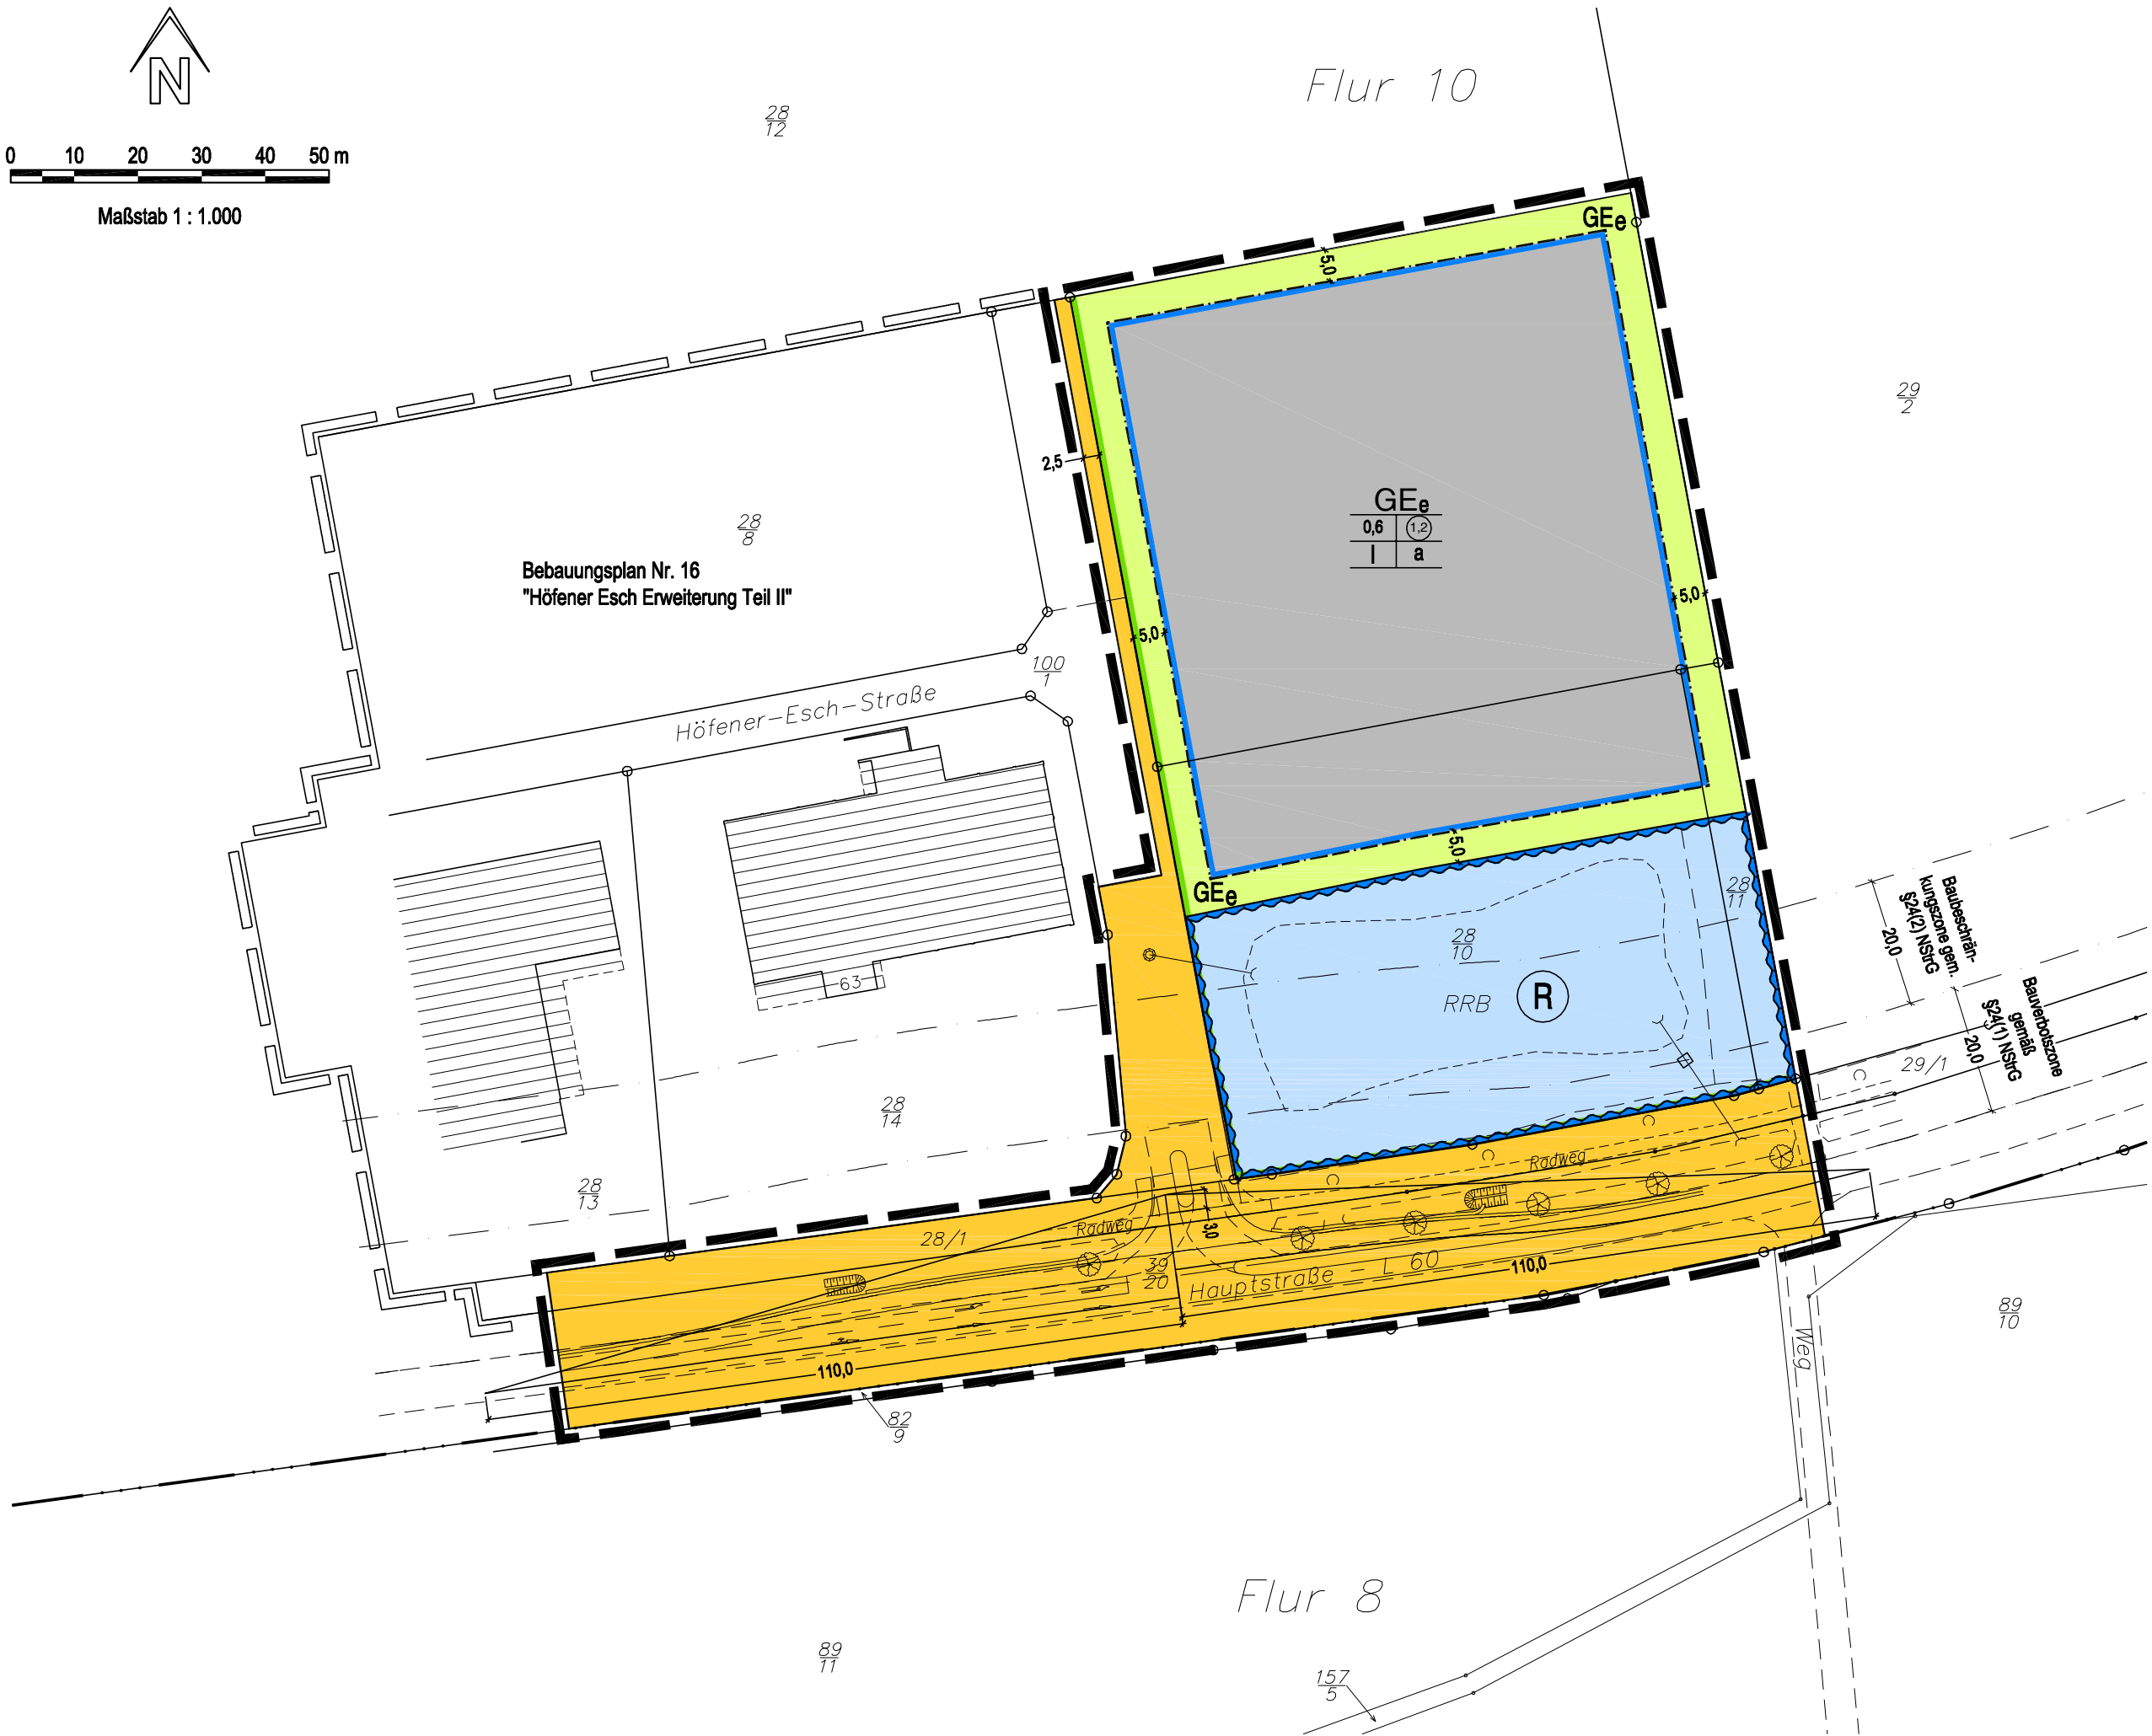 N
0 10 20 30 40 50 m
Maßstab 1 : 1.000
28
12
Flur 10
GEe
5,0
29
2
2,5
28
8
Bebauungsplan Nr. 16
"Höfener Esch Erweiterung Teil II"
GEe
0,6 1,2
I a
5,0
5,0
100
1
Höfener-Esch-Straße
5,0
GEe
28
11
28
10
RRB
R
63
Baubeschrän-
kungszone gem.
§24(2) NStrG
20,0
Bauverbotszone
gemäß
§24(1) NStrG
20,0
29/1
28
14
28
13
Radweg
Radweg
3,0
28/1
39
20
Hauptstraße - L 60
110,0
110,0
82
9
Weg
89
10
Flur 8
89
11
157
5